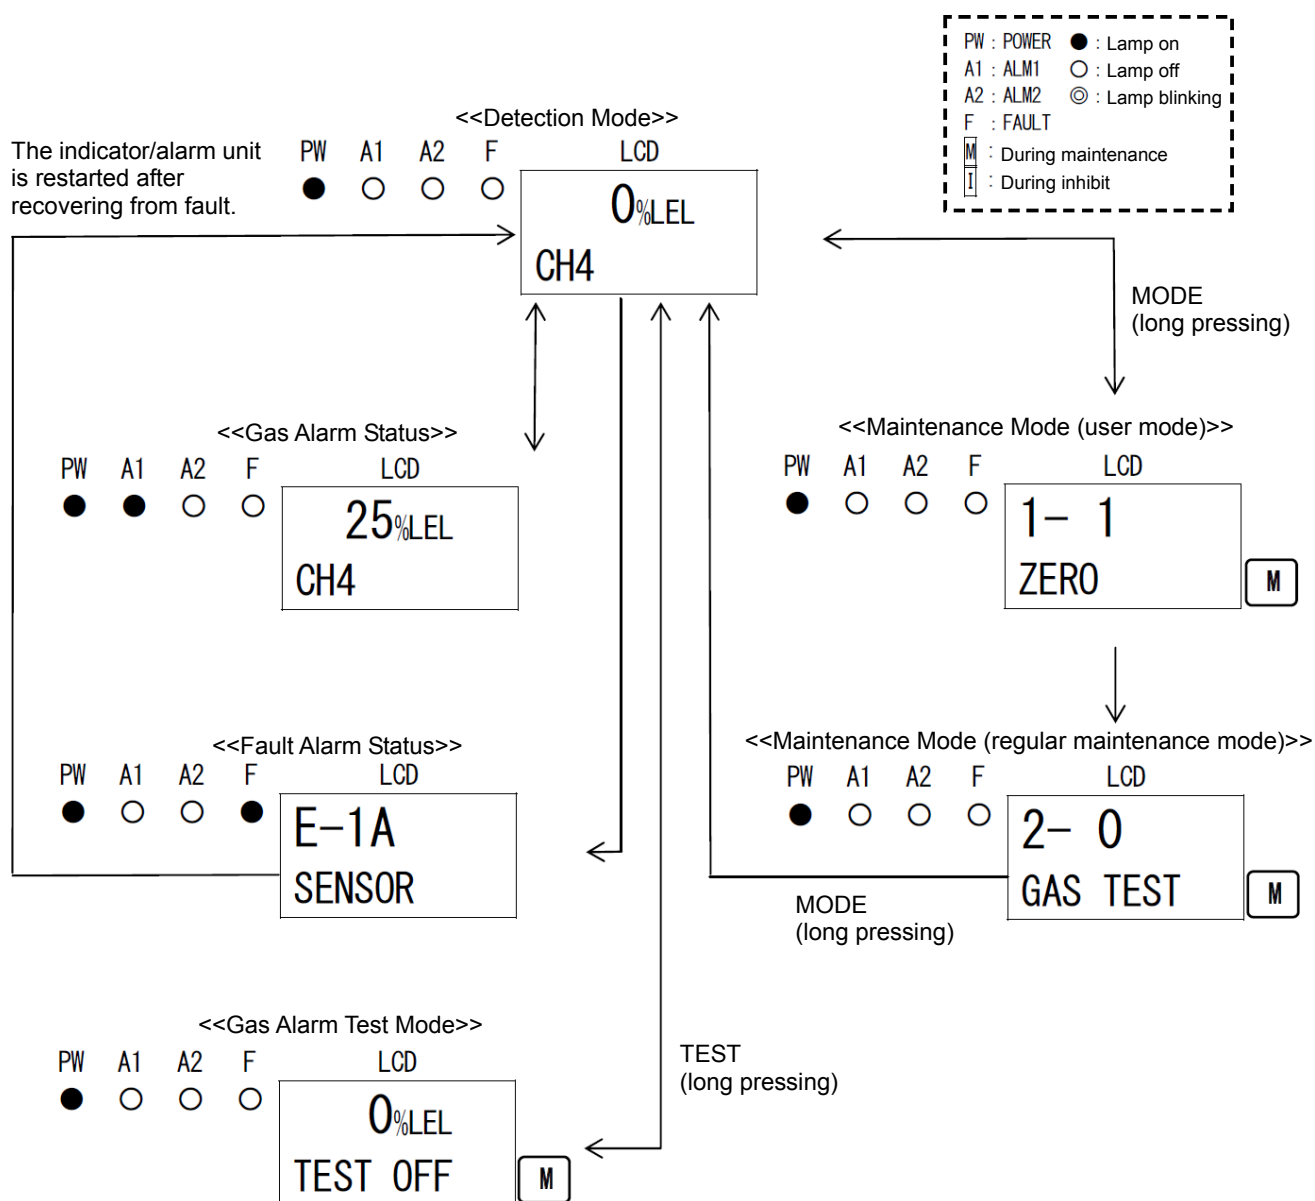 PW : POWER ● : Lamp on
A1 : ALM1 ○ : Lamp off
A2 : ALM2 ◎ : Lamp blinking
F : FAULT
M : During maintenance
I : During inhibit
<<Detection Mode>>
The indicator/alarm unit
is restarted after
recovering from fault.
PW A1 A2 F LCD
0%LEL
CH4
MODE
(long pressing)
<<Gas Alarm Status>>
PW A1 A2 F LCD
25%LEL
CH4
<<Maintenance Mode (user mode)>>
PW A1 A2 F LCD
1- 1
ZERO
M
<<Fault Alarm Status>>
PW A1 A2 F LCD
E-1A
SENSOR
<<Maintenance Mode (regular maintenance mode)>>
PW A1 A2 F LCD
2- 0
GAS TEST
M
MODE
(long pressing)
<<Gas Alarm Test Mode>>
PW A1 A2 F LCD
0%LEL
TEST OFF
M
TEST
(long pressing)